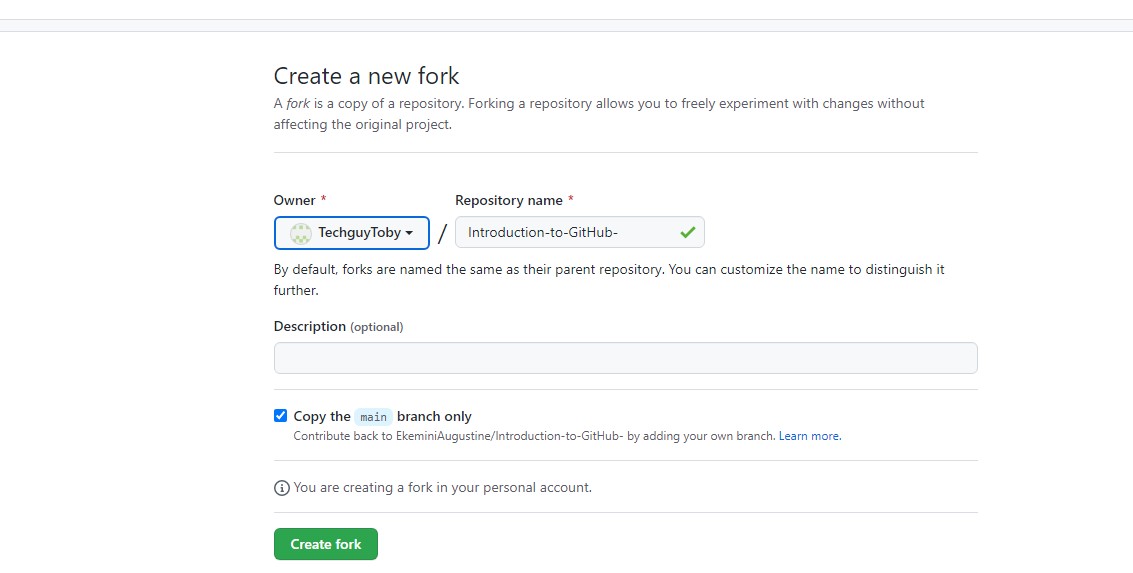 Create a new fork
A fork is a copy of a repository. Forking a repository allows you to freely experiment with changes without
affecting the original project.
Owner * Repository name *
TechguyToby / Introduction-to-GitHub-
By default, forks are named the same as their parent repository. You can customize the name to distinguish it
further.
Description (optional)
Copy the main branch only
Contribute back to EkeminiAugustine/Introduction-to-GitHub- by adding your own branch. Learn more.
You are creating a fork in your personal account.
Create fork